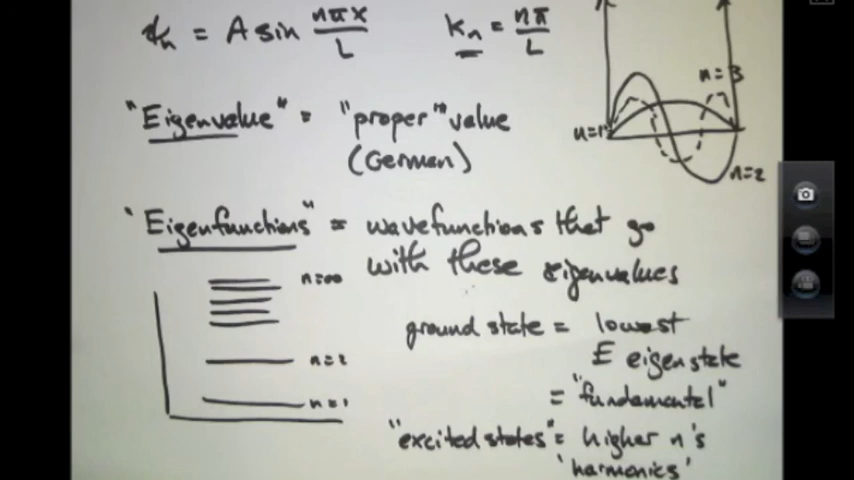 ψn = A sin nπx/L
kn = nπ/L
n=3
n=1
n=2
"Eigenvalue" = "proper" value
(German)
"Eigenfunctions" = wavefunctions that go
with these eigenvalues
n=∞
n=2
n=1
ground state = lowest
E eigenstate
= "fundamental"
"excited states" = higher n's
'harmonics'